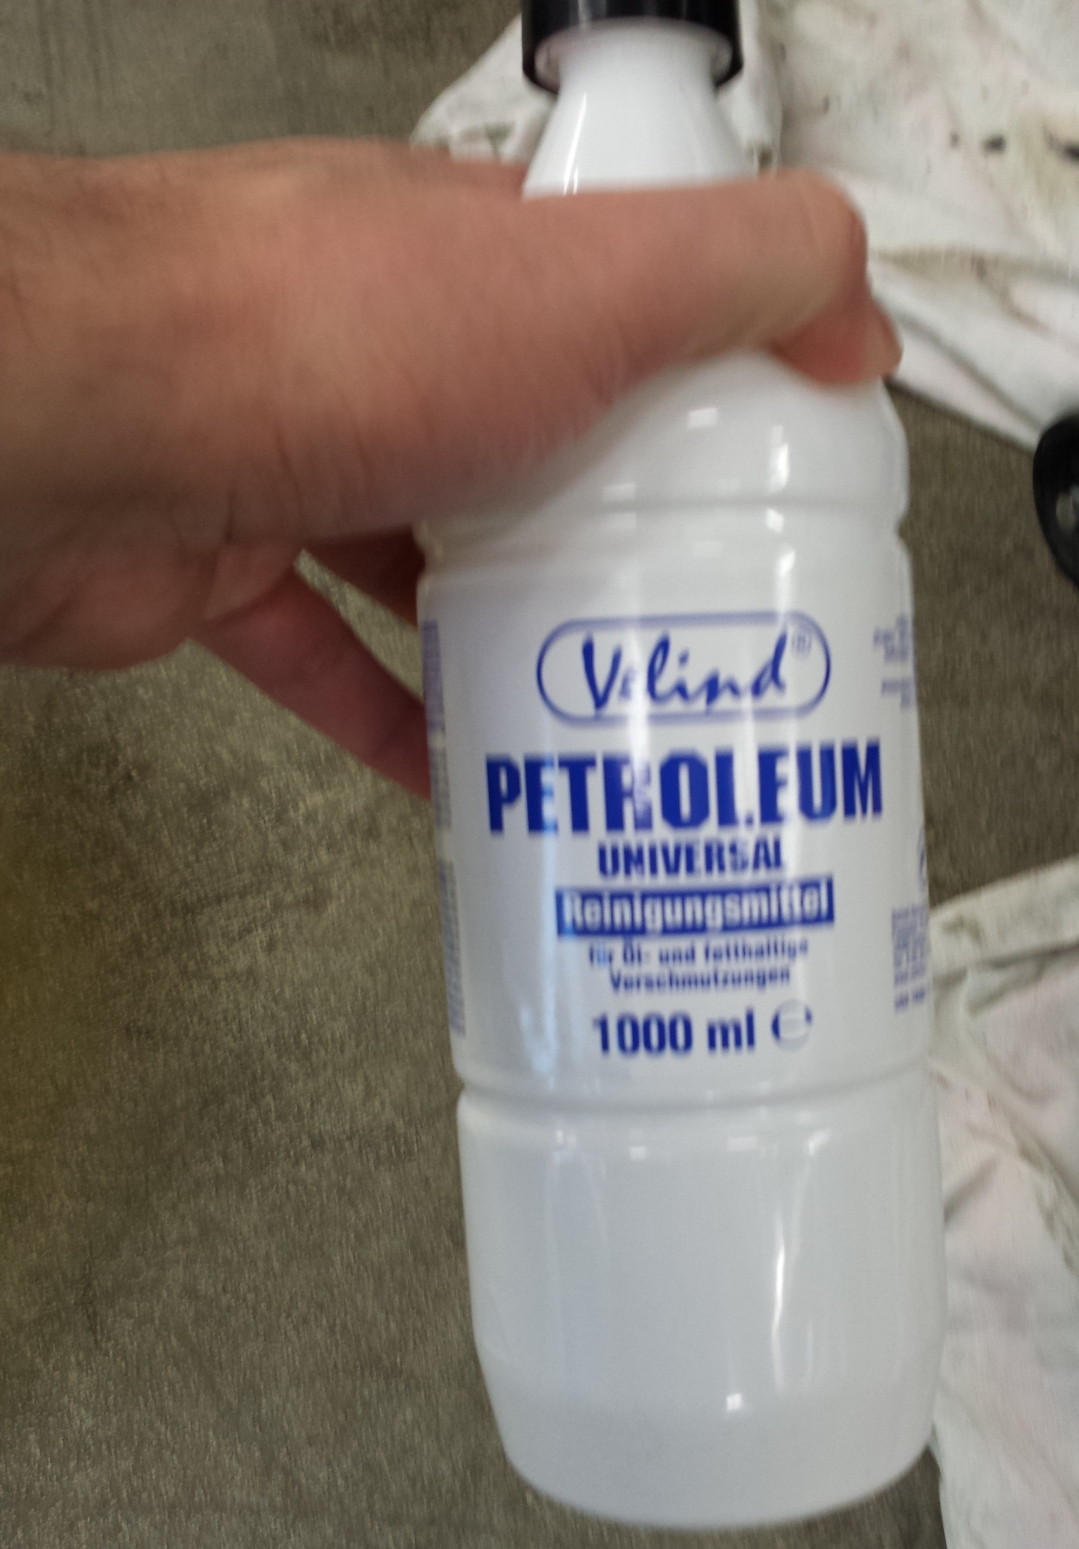 Velind®
PETROLEUM
UNIVERSAL
Reinigungsmittel
für Öl- und fetthaltige
Verschmutzungen
1000 ml ℮